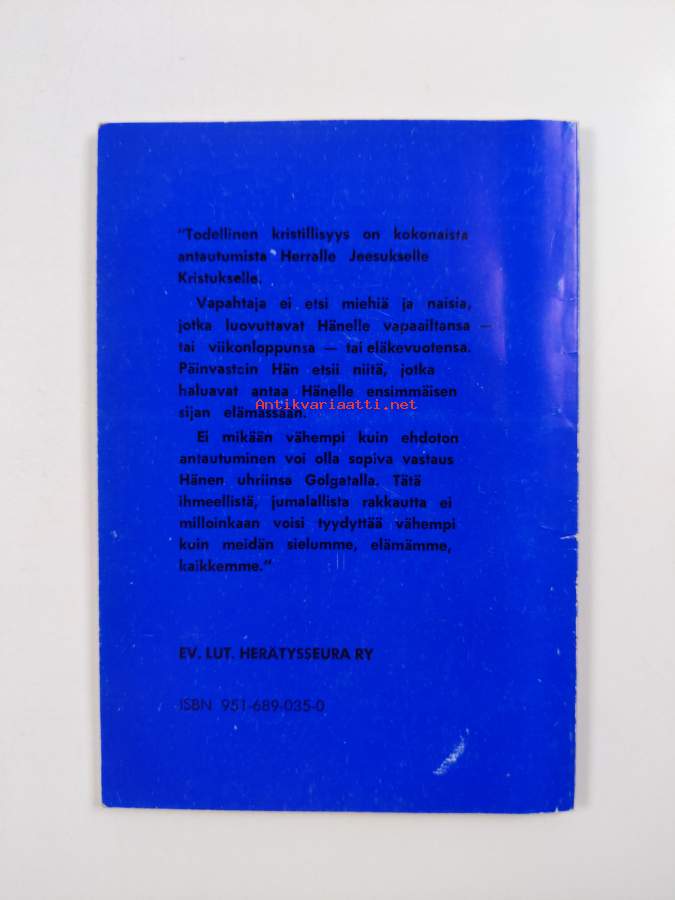 "Todellinen kristillisyys on kokonaista
antautumista Herralle Jeesukselle
Kristukselle.
Vapahtaja ei etsi miehiä ja naisia,
jotka luovuttavat Hänelle vapaailtansa —
tai viikonloppunsa — tai eläkevuotensa.
Päinvastoin Hän etsii niitä, jotka
haluavat antaa Hänelle ensimmäisen
Antikvariaatti.net
sijan elämässään.
Ei mikään vähempi kuin ehdoton
antautuminen voi olla sopiva vastaus
Hänen uhriinsa Golgatalla. Tätä
ihmeellistä, jumalallista rakkautta ei
milloinkaan voisi tyydyttää vähempi
kuin meidän sielumme, elämämme,
kaikkemme."
EV. LUT. HERÄTYSSEURA RY
ISBN 951-689-035-0